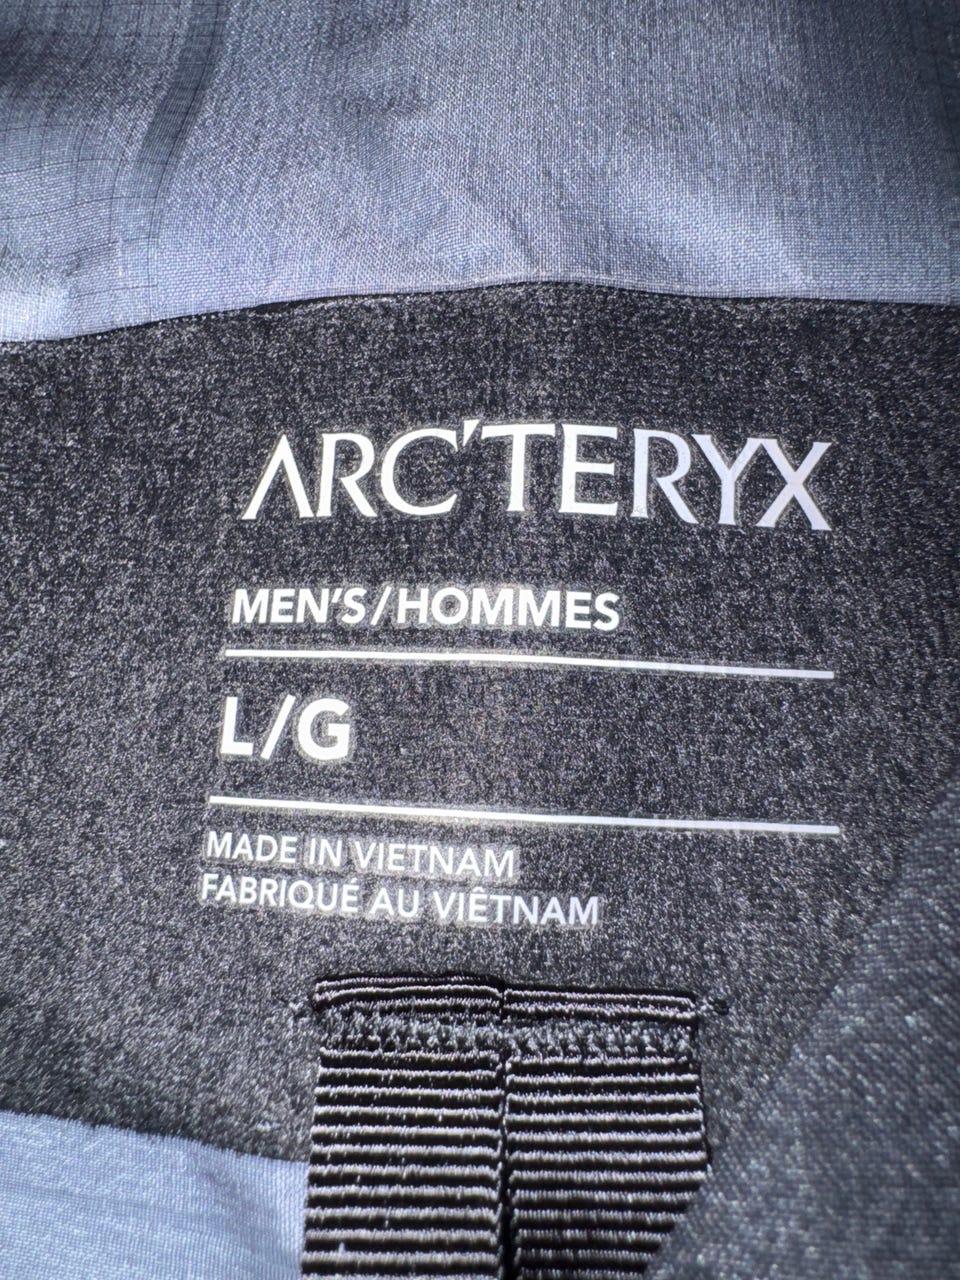 ARC'TERYX
MEN'S/HOMMES
L/G
MADE IN VIETNAM
FABRIQUÉ AU VIÊTNAM